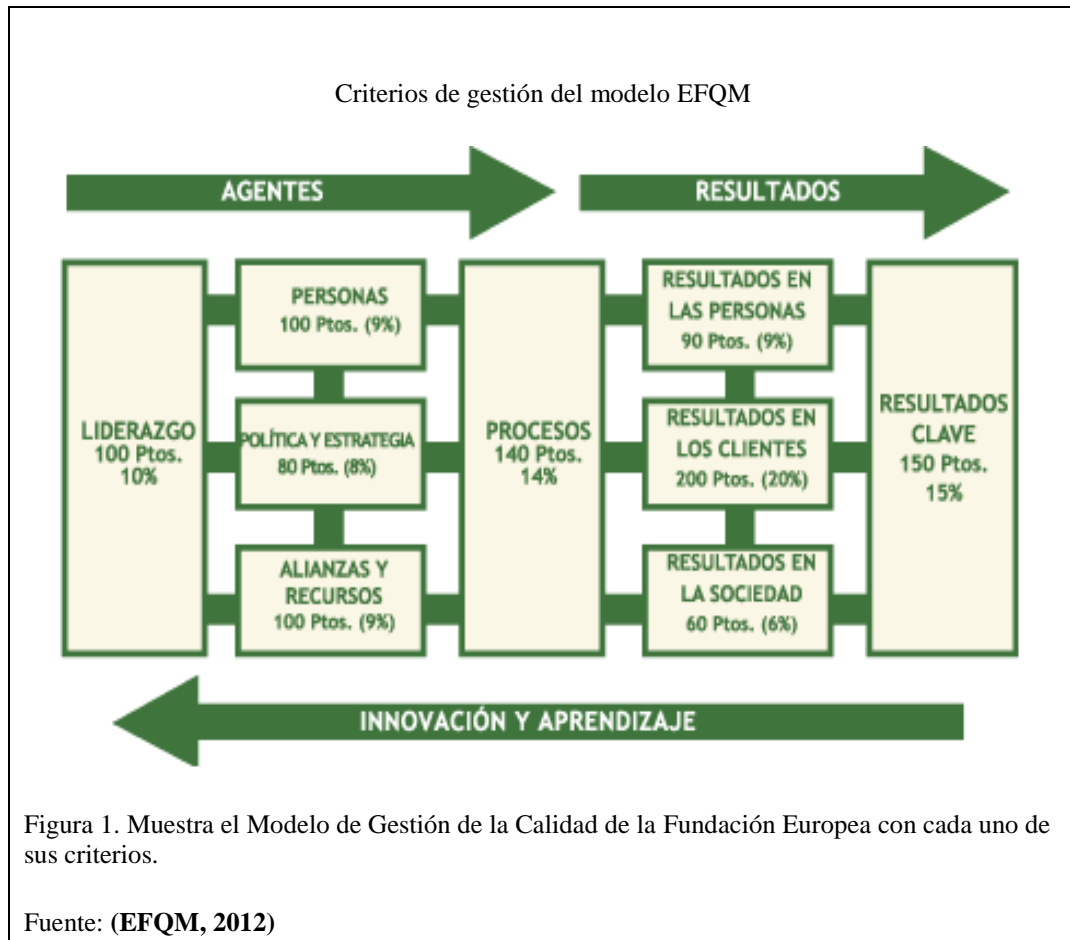 Criterios de gestión del modelo EFQM
AGENTES
RESULTADOS
LIDERAZGO
100 Ptos.
10%
PERSONAS
100 Ptos. (9%)
POLÍTICA Y ESTRATEGIA
80 Ptos. (8%)
ALIANZAS Y
RECURSOS
100 Ptos. (9%)
PROCESOS
140 Ptos.
14%
RESULTADOS EN
LAS PERSONAS
90 Ptos. (9%)
RESULTADOS EN
LOS CLIENTES
200 Ptos. (20%)
RESULTADOS EN
LA SOCIEDAD
60 Ptos. (6%)
RESULTADOS
CLAVE
150 Ptos.
15%
INNOVACIÓN Y APRENDIZAJE
Figura 1. Muestra el Modelo de Gestión de la Calidad de la Fundación Europea con cada uno de
sus criterios.
Fuente: (EFQM, 2012)